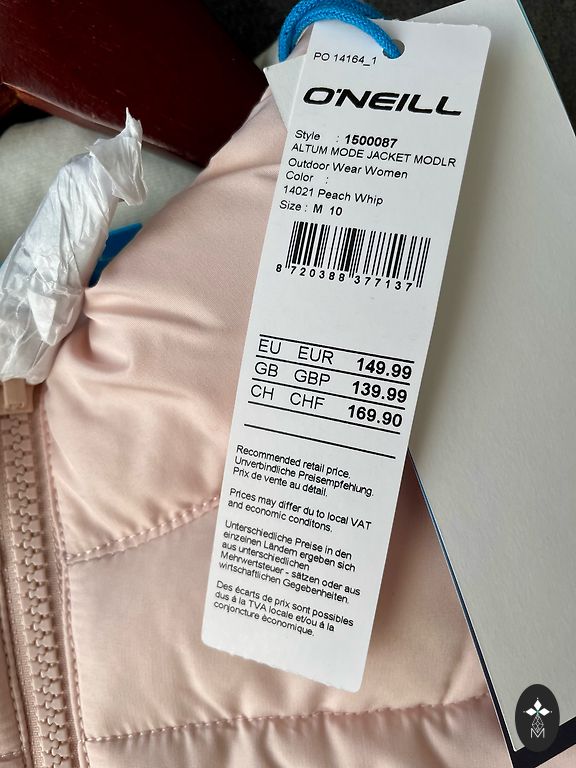 PO 14164_1
O'NEILL
Style : 1500087
ALTUM MODE JACKET MODLR
Outdoor Wear Women
Color :
14021 Peach Whip
Size : M 10
8 720388 377137
EU EUR 149.99
GB GBP 139.99
CH CHF 169.90
Recommended retail price.
Unverbindliche Preisempfehlung.
Prix de vente au détail.
Prices may differ du to local VAT
and economic conditons.
Unterschiedliche Preise in den
einzelnen Ländern ergeben sich
aus unterschiedlichen
Mehrwertsteuer - sätzen oder aus
wirtschaftlichen Gegebenheiten.
Des écarts de prix sont possibles
dus á la TVA locale et/ou á la
conjoncture èconomique.
M